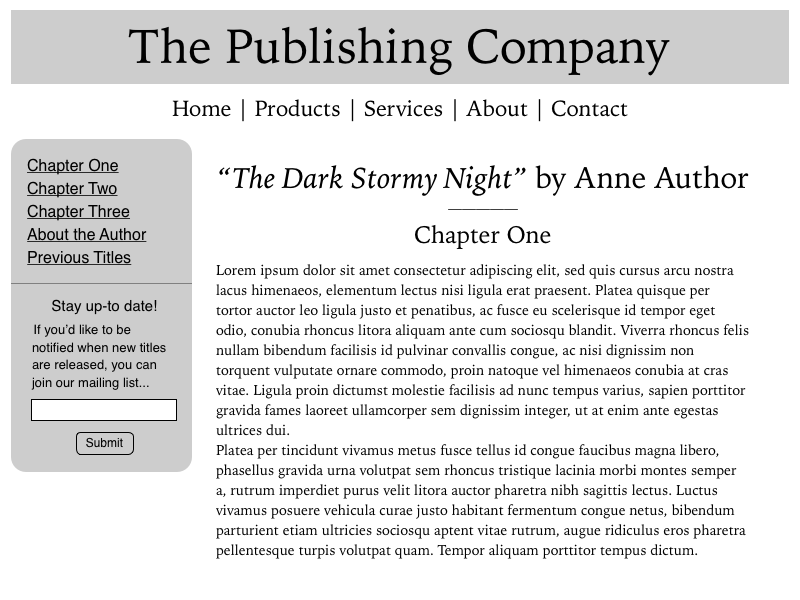 The Publishing Company
Home | Products | Services | About | Contact
Chapter One
Chapter Two
Chapter Three
About the Author
Previous Titles
Stay up-to date!
If you'd like to be
notified when new titles
are released, you can
join our mailing list...
Submit
“The Dark Stormy Night” by Anne Author
Chapter One
Lorem ipsum dolor sit amet consectetur adipiscing elit, sed quis cursus arcu nostra
lacus himenaeos, elementum lectus nisi ligula erat praesent. Platea quisque per
tortor auctor leo ligula justo et penatibus, ac fusce eu scelerisque id tempor eget
odio, conubia rhoncus litora aliquam ante cum sociosqu blandit. Viverra rhoncus felis
nullam bibendum facilisis id pulvinar convallis congue, ac nisi dignissim non
torquent vulputate ornare commodo, proin natoque vel himenaeos conubia at cras
vitae. Ligula proin dictumst molestie facilisis ad nunc tempus varius, sapien porttitor
gravida fames laoreet ullamcorper sem dignissim integer, ut at enim ante egestas
ultrices dui.
Platea per tincidunt vivamus metus fusce tellus id congue faucibus magna libero,
phasellus gravida urna volutpat sem rhoncus tristique lacinia morbi montes semper
a, rutrum imperdiet purus velit litora auctor pharetra nibh sagittis lectus. Luctus
vivamus posuere vehicula curae justo habitant fermentum congue netus, bibendum
parturient etiam ultricies sociosqu aptent vitae rutrum, augue ridiculus eros pharetra
pellentesque turpis volutpat quam. Tempor aliquam porttitor tempus dictum.